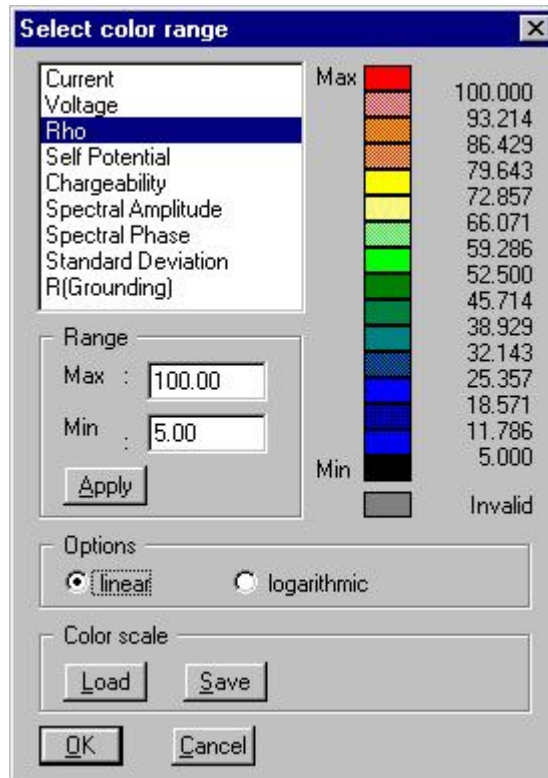 Select color range
Current
Voltage
Rho
Self Potential
Chargeability
Spectral Amplitude
Spectral Phase
Standard Deviation
R(Grounding)
Max
100.000
93.214
86.429
79.643
72.857
66.071
59.286
52.500
45.714
38.929
32.143
25.357
18.571
11.786
5.000
Min
Invalid
Range
Max : 100.00
Min : 5.00
Apply
Options
linear logarithmic
Color scale
Load Save
OK Cancel